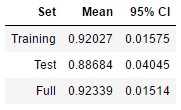 Set Mean 95% CI
Training 0.92027 0.01575
Test 0.88684 0.04045
Full 0.92339 0.01514